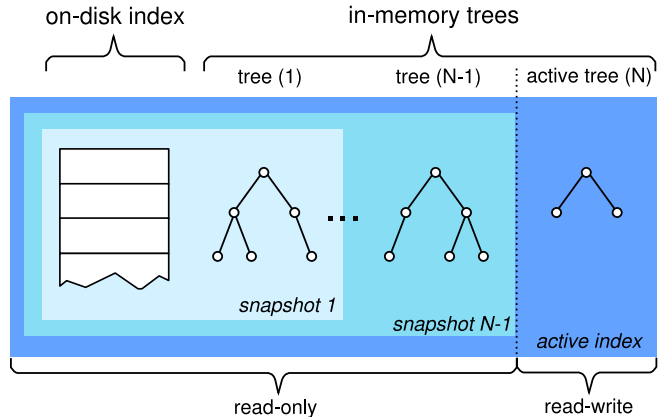 on-disk index
in-memory trees
tree (1)
tree (N-1)
active tree (N)
...
snapshot 1
snapshot N-1
active index
read-only
read-write